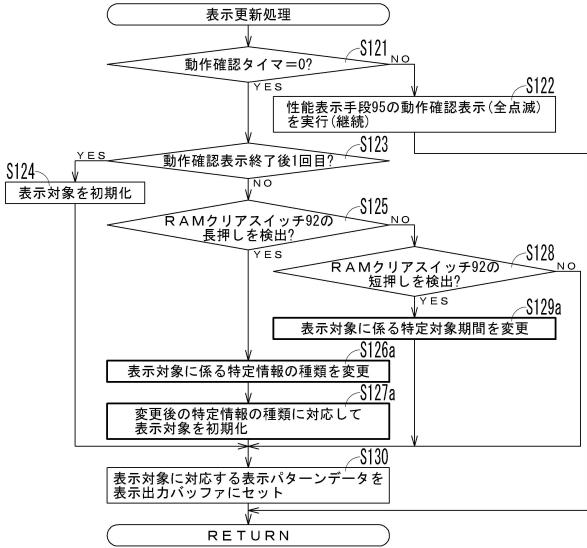 表示更新処理
S121
動作確認タイマ＝0?
NO
YES
S122
性能表示手段95の動作確認表示(全点滅)
を実行(継続)
S123
動作確認表示終了後1回目?
YES
NO
S124
表示対象を初期化
S125
RAMクリアスイッチ92の
長押しを検出?
NO
YES
S128
RAMクリアスイッチ92の
短押しを検出?
NO
YES
S129a
表示対象に係る特定対象期間を変更
S126a
表示対象に係る特定情報の種類を変更
S127a
変更後の特定情報の種類に対応して
表示対象を初期化
S130
表示対象に対応する表示パターンデータを
表示出力バッファにセット
RETURN